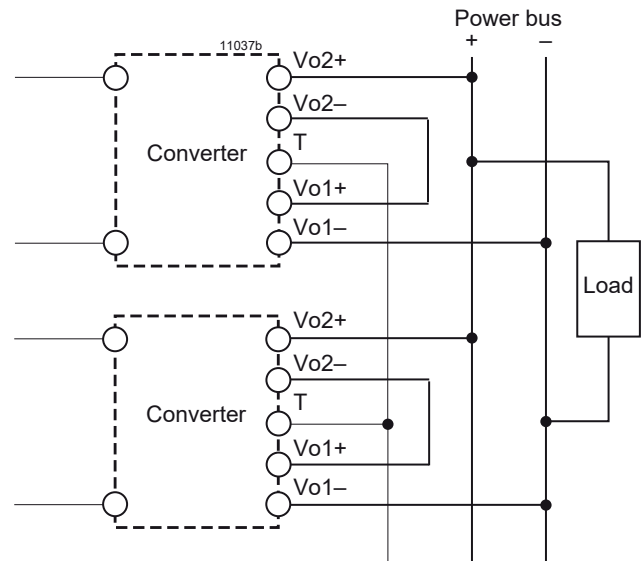 Power bus
+ –
11037b
Vo2+
Vo2–
T
Converter
Vo1+
Vo1–
Load
Vo2+
Vo2–
T
Converter
Vo1+
Vo1–